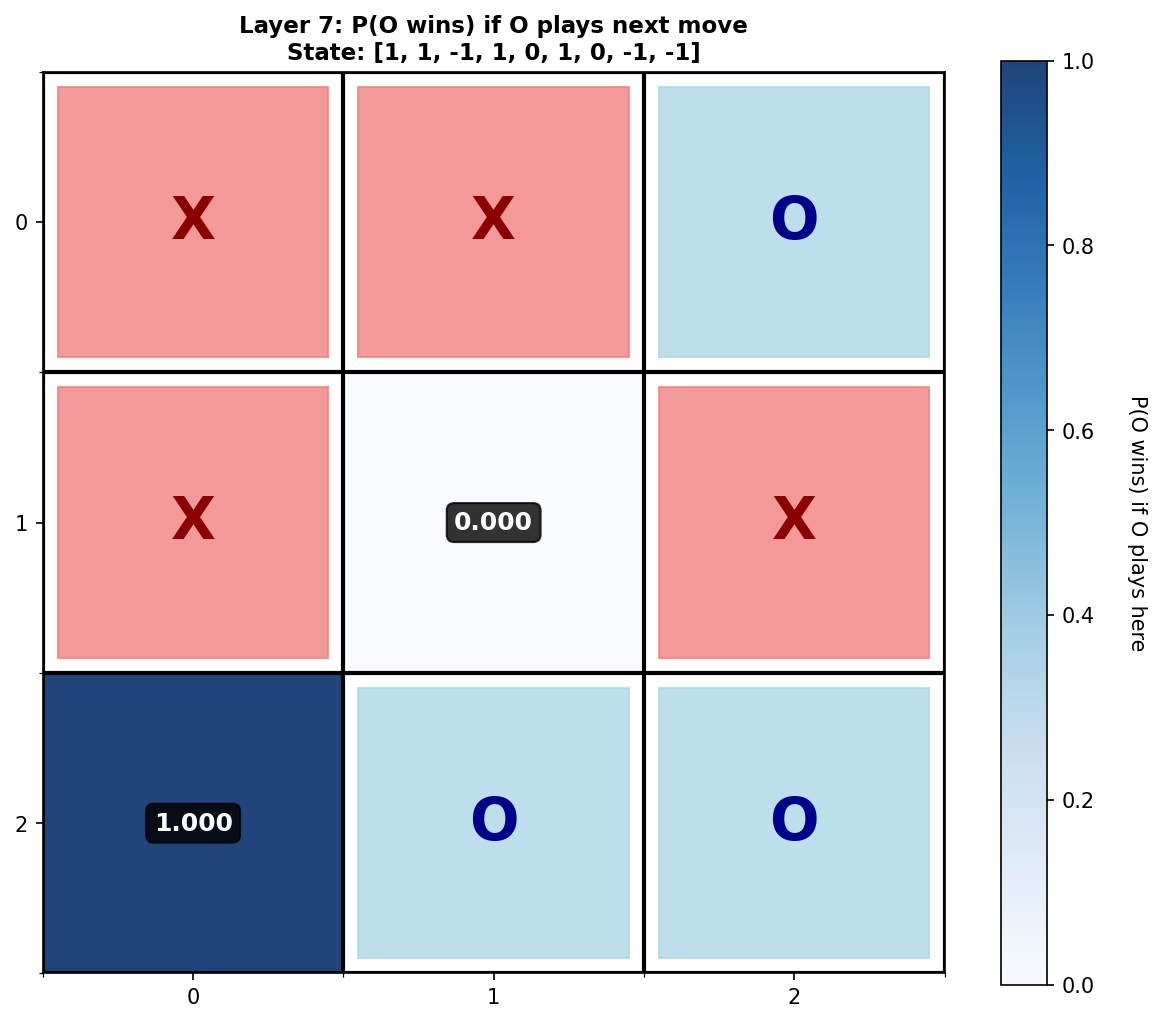 Layer 7: P(O wins) if O plays next move
State: [1, 1, -1, 1, 0, 1, 0, -1, -1]
0
X
X
O
1
X
0.000
X
2
1.000
O
O
0
1
2
1.0
0.8
0.6
0.4
0.2
0.0
P(O wins) if O plays here